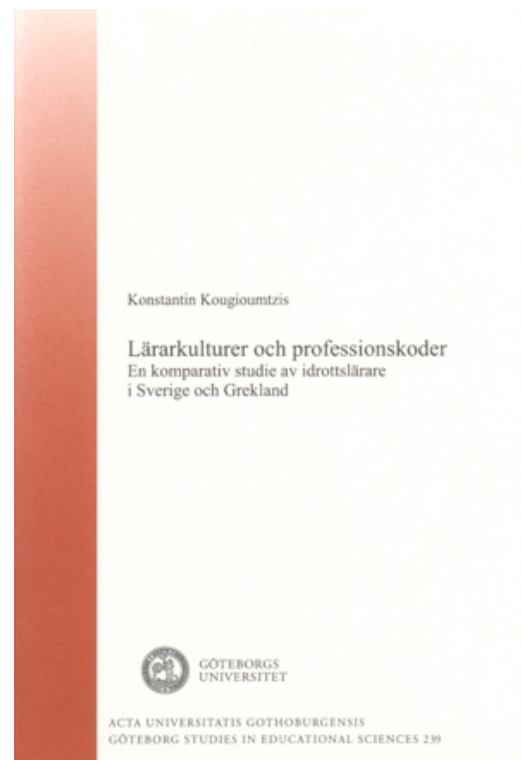 Konstantin Kougioumtzis
Lärarkulturer och professionskoder
En komparativ studie av idrottslärare
i Sverige och Grekland
GÖTEBORGS
UNIVERSITET
ACTA UNIVERSITATIS GOTHOBURGENSIS
GÖTEBORG STUDIES IN EDUCATIONAL SCIENCES 239